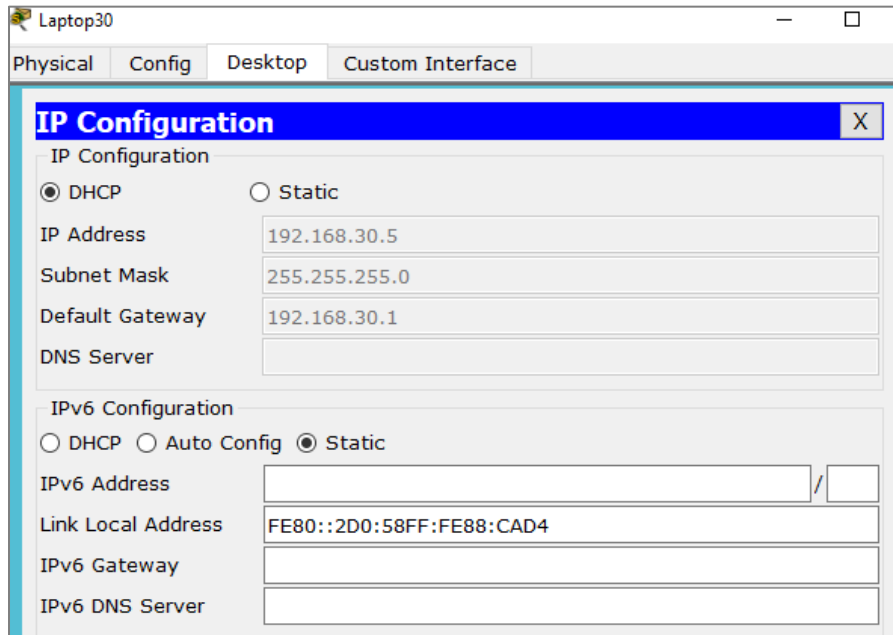 Laptop30
Physical Config Desktop Custom Interface
IP Configuration X
IP Configuration
DHCP Static
IP Address 192.168.30.5
Subnet Mask 255.255.255.0
Default Gateway 192.168.30.1
DNS Server
IPv6 Configuration
DHCP Auto Config Static
IPv6 Address /
Link Local Address FE80::2D0:58FF:FE88:CAD4
IPv6 Gateway
IPv6 DNS Server